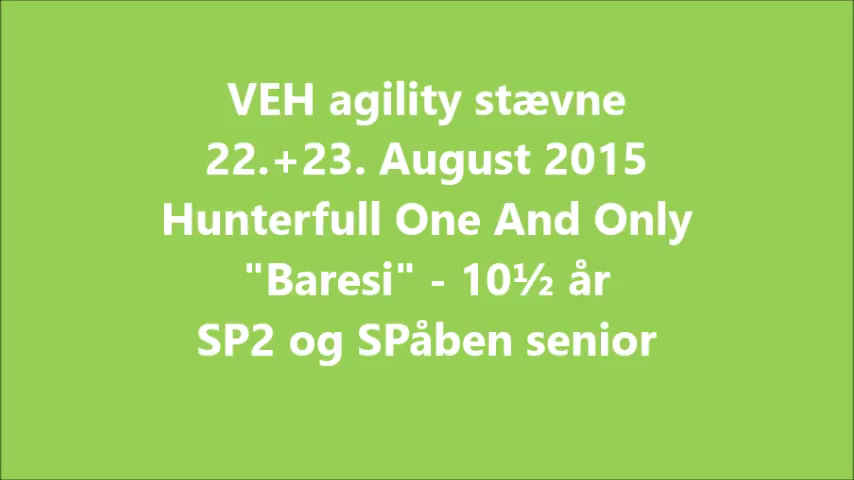 VEH agility stævne
22.+23. August 2015
Hunterfull One And Only
"Baresi" - 10½ år
SP2 og SPåben senior